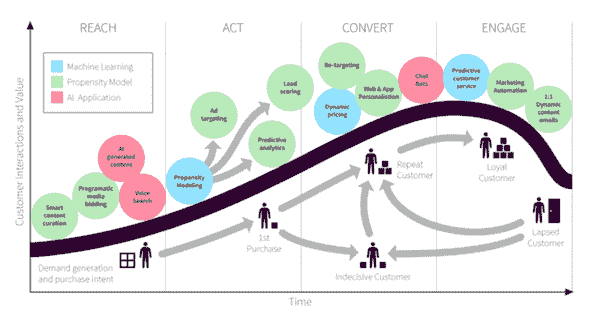 REACH
ACT
CONVERT
ENGAGE
Machine Learning
Propensity Model
AI Application
Customer Interactions and Value
Smart
content
curation
Programatic
media
bidding
AI
generated
content
Voice
Search
Propensity
Modelling
Ad
targeting
Lead
scoring
Predictive
analytics
Re-targeting
Dynamic
pricing
Web & App
Personalisation
Chat
Bots
Predictive
customer
service
Marketing
Automation
1:1
Dynamic
content
emails
Demand generation
and purchase intent
1st
Purchase
Repeat
Customer
Indecisive Customer
Loyal
Customer
Lapsed
Customer
Time